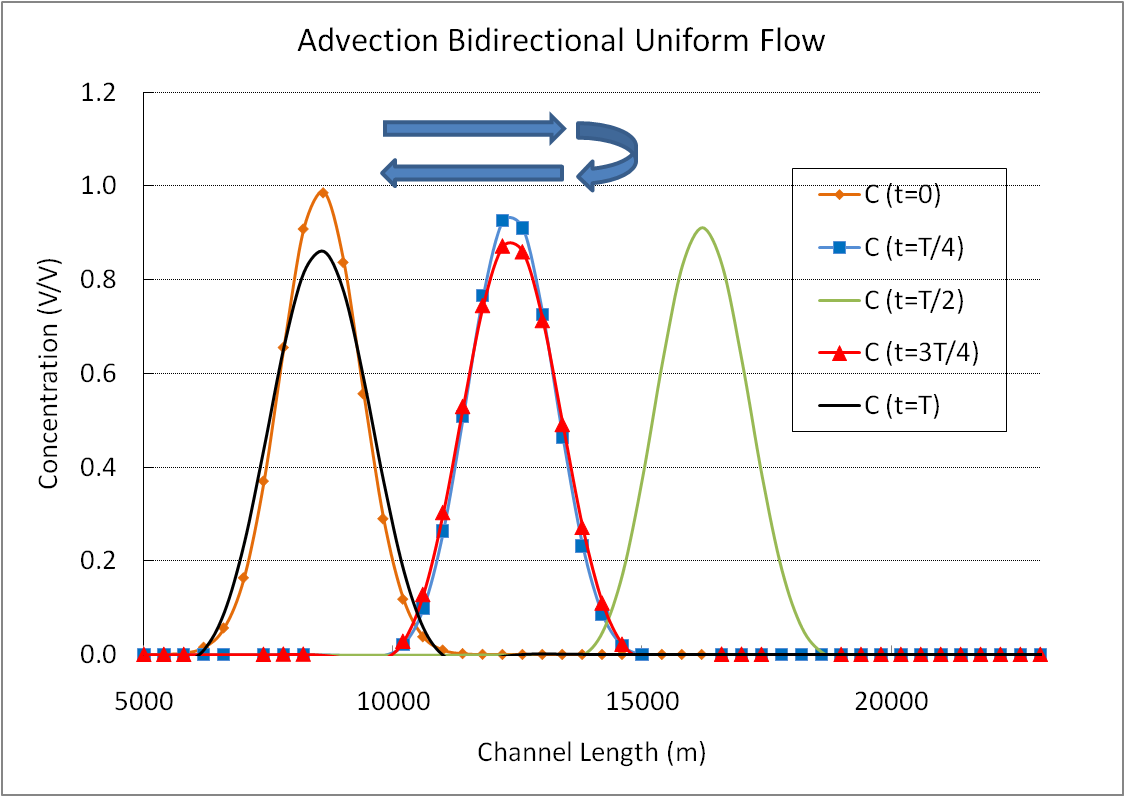 Advection Bidirectional Uniform Flow
1.2
1.0
0.8
0.6
0.4
0.2
0.0
Concentration (V/V)
5000
10000
15000
20000
Channel Length (m)
C (t=0)
C (t=T/4)
C (t=T/2)
C (t=3T/4)
C (t=T)